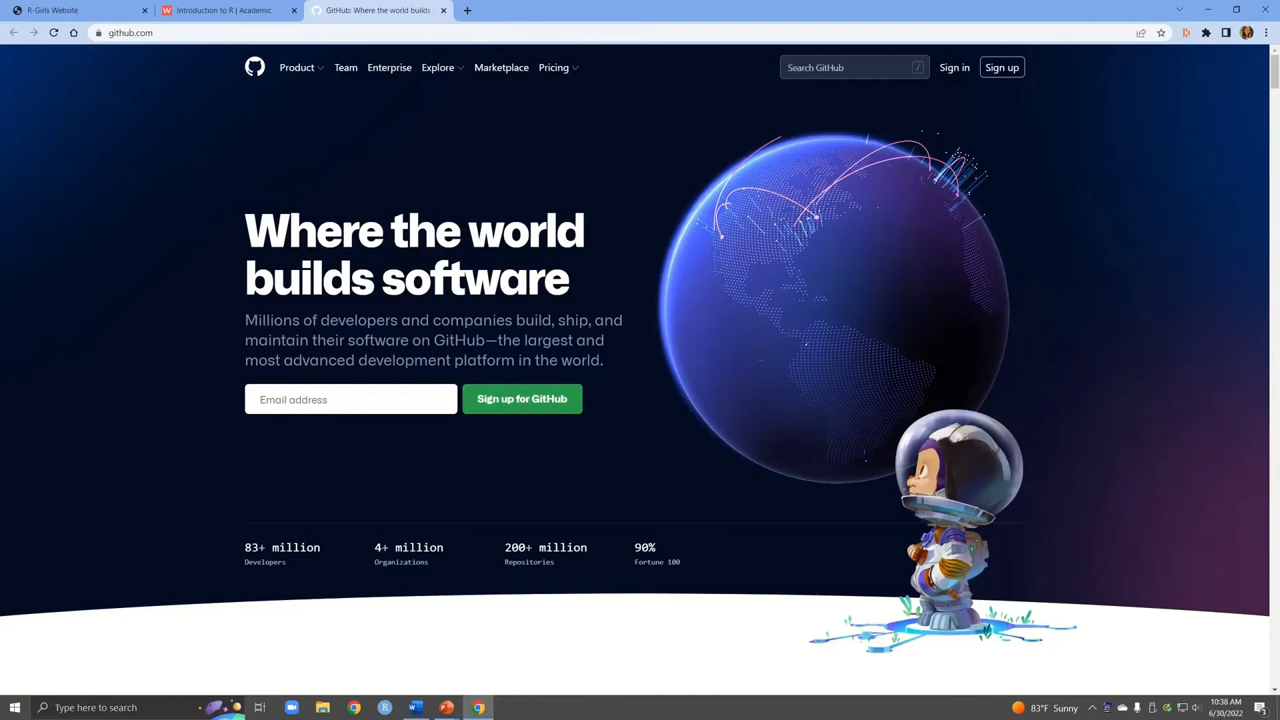 R-Girls Website
Introduction to R | Academic
GitHub: Where the world builds
github.com
Product Team Enterprise Explore Marketplace Pricing
Search GitHub /
Sign in
Sign up
Where the world
builds software
Millions of developers and companies build, ship, and
maintain their software on GitHub—the largest and
most advanced development platform in the world.
Email address
Sign up for GitHub
83+ million 4+ million 200+ million 90%
Developers Organizations Repositories Fortune 100
Type here to search
83°F Sunny
10:38 AM
6/30/2022